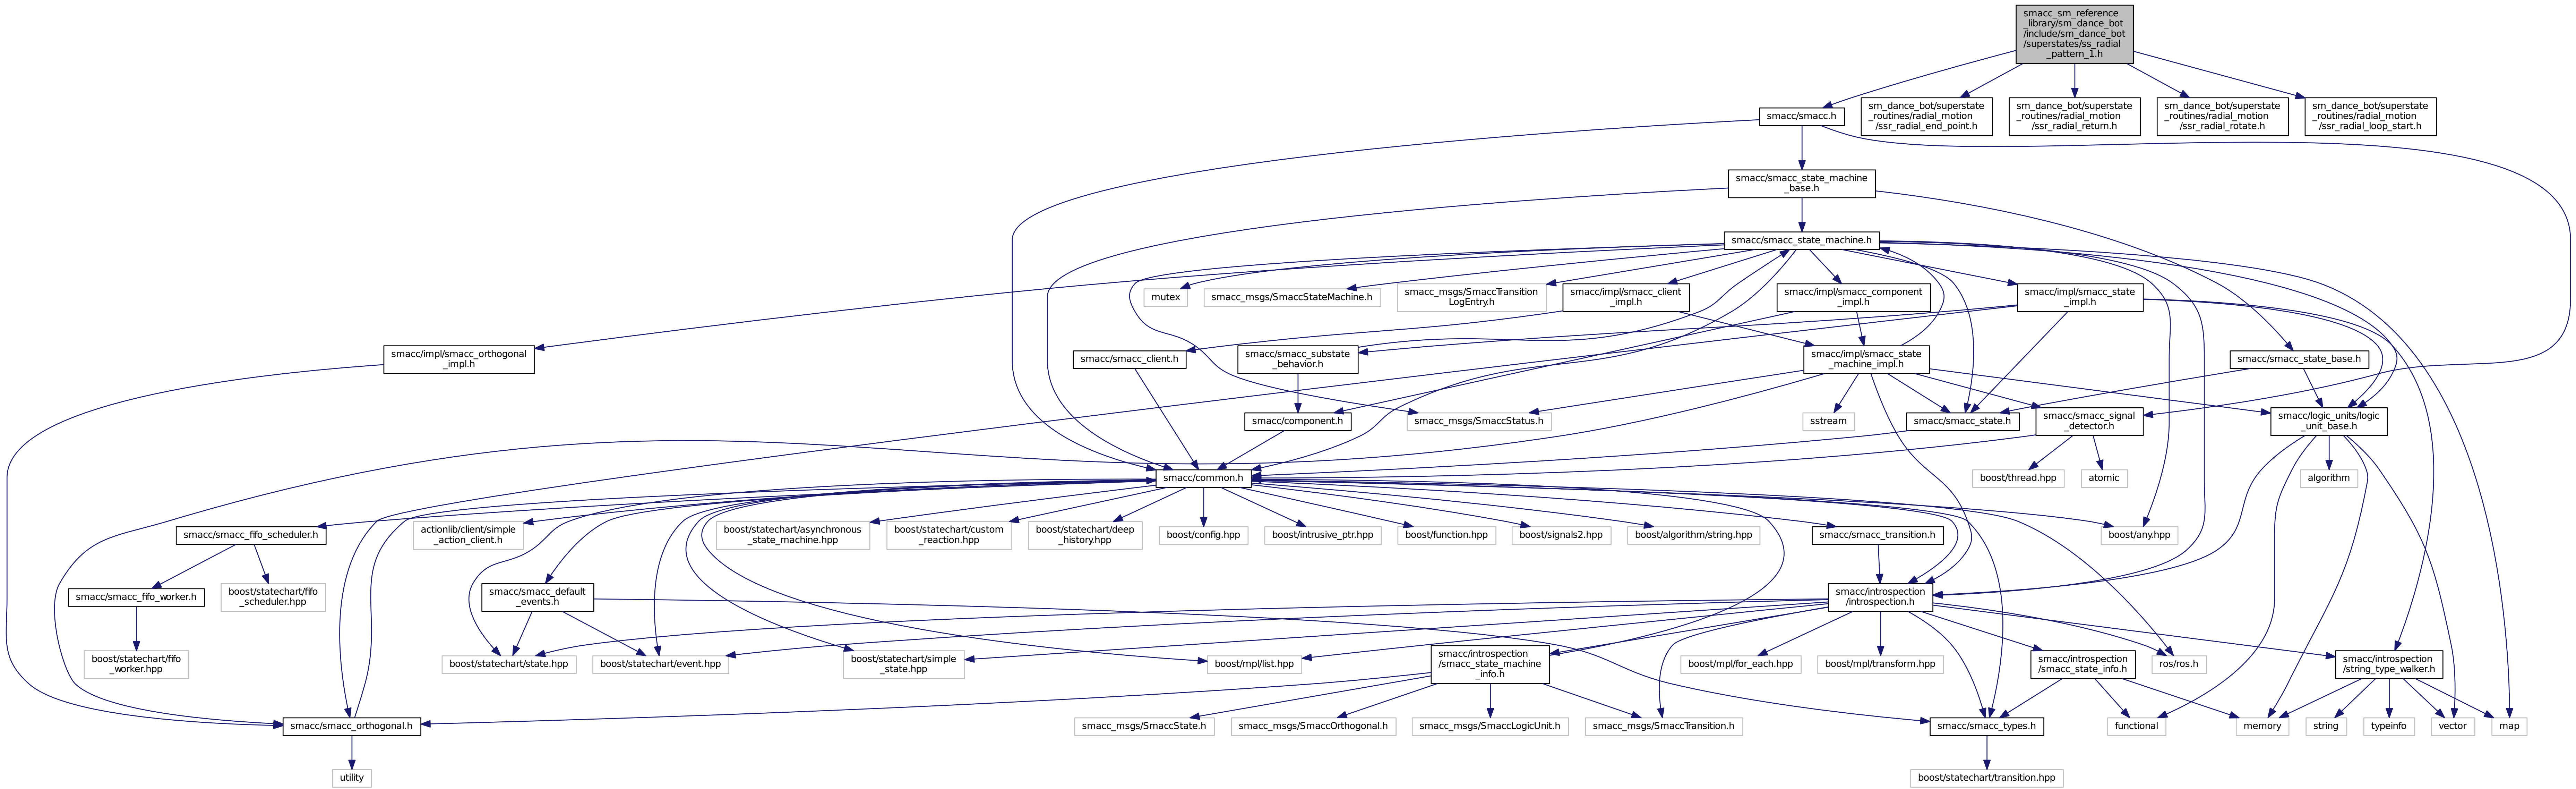 smacc_sm_reference
_library/sm_dance_bot
/include/sm_dance_bot
/superstates/ss_radial
_pattern_1.h
smacc/smacc.h
sm_dance_bot/superstate
_routines/radial_motion
/ssr_radial_end_point.h
sm_dance_bot/superstate
_routines/radial_motion
/ssr_radial_return.h
sm_dance_bot/superstate
_routines/radial_motion
/ssr_radial_rotate.h
sm_dance_bot/superstate
_routines/radial_motion
/ssr_radial_loop_start.h
smacc/smacc_state_machine
_base.h
smacc/smacc_state_machine.h
mutex
smacc_msgs/SmaccStateMachine.h
smacc_msgs/SmaccTransition
LogEntry.h
smacc/impl/smacc_client
_impl.h
smacc/impl/smacc_component
_impl.h
smacc/impl/smacc_state
_impl.h
smacc/impl/smacc_orthogonal
_impl.h
smacc/smacc_client.h
smacc/smacc_substate
_behavior.h
smacc/impl/smacc_state
_machine_impl.h
smacc/smacc_state_base.h
smacc/component.h
smacc_msgs/SmaccStatus.h
sstream
smacc/smacc_state.h
smacc/smacc_signal
_detector.h
smacc/logic_units/logic
_unit_base.h
smacc/common.h
boost/thread.hpp
atomic
algorithm
smacc/smacc_fifo_scheduler.h
actionlib/client/simple
_action_client.h
boost/statechart/asynchronous
_state_machine.hpp
boost/statechart/custom
_reaction.hpp
boost/statechart/deep
_history.hpp
boost/config.hpp
boost/intrusive_ptr.hpp
boost/function.hpp
boost/signals2.hpp
boost/algorithm/string.hpp
smacc/smacc_transition.h
boost/any.hpp
smacc/smacc_fifo_worker.h
boost/statechart/fifo
_scheduler.hpp
smacc/smacc_default
_events.h
smacc/introspection
/introspection.h
boost/statechart/fifo
_worker.hpp
boost/statechart/state.hpp
boost/statechart/event.hpp
boost/statechart/simple
_state.hpp
boost/mpl/list.hpp
smacc/introspection
/smacc_state_machine
_info.h
boost/mpl/for_each.hpp
boost/mpl/transform.hpp
smacc/introspection
/smacc_state_info.h
ros/ros.h
smacc/introspection
/string_type_walker.h
smacc/smacc_orthogonal.h
smacc_msgs/SmaccState.h
smacc_msgs/SmaccOrthogonal.h
smacc_msgs/SmaccLogicUnit.h
smacc_msgs/SmaccTransition.h
smacc/smacc_types.h
functional
memory
string
typeinfo
vector
map
utility
boost/statechart/transition.hpp